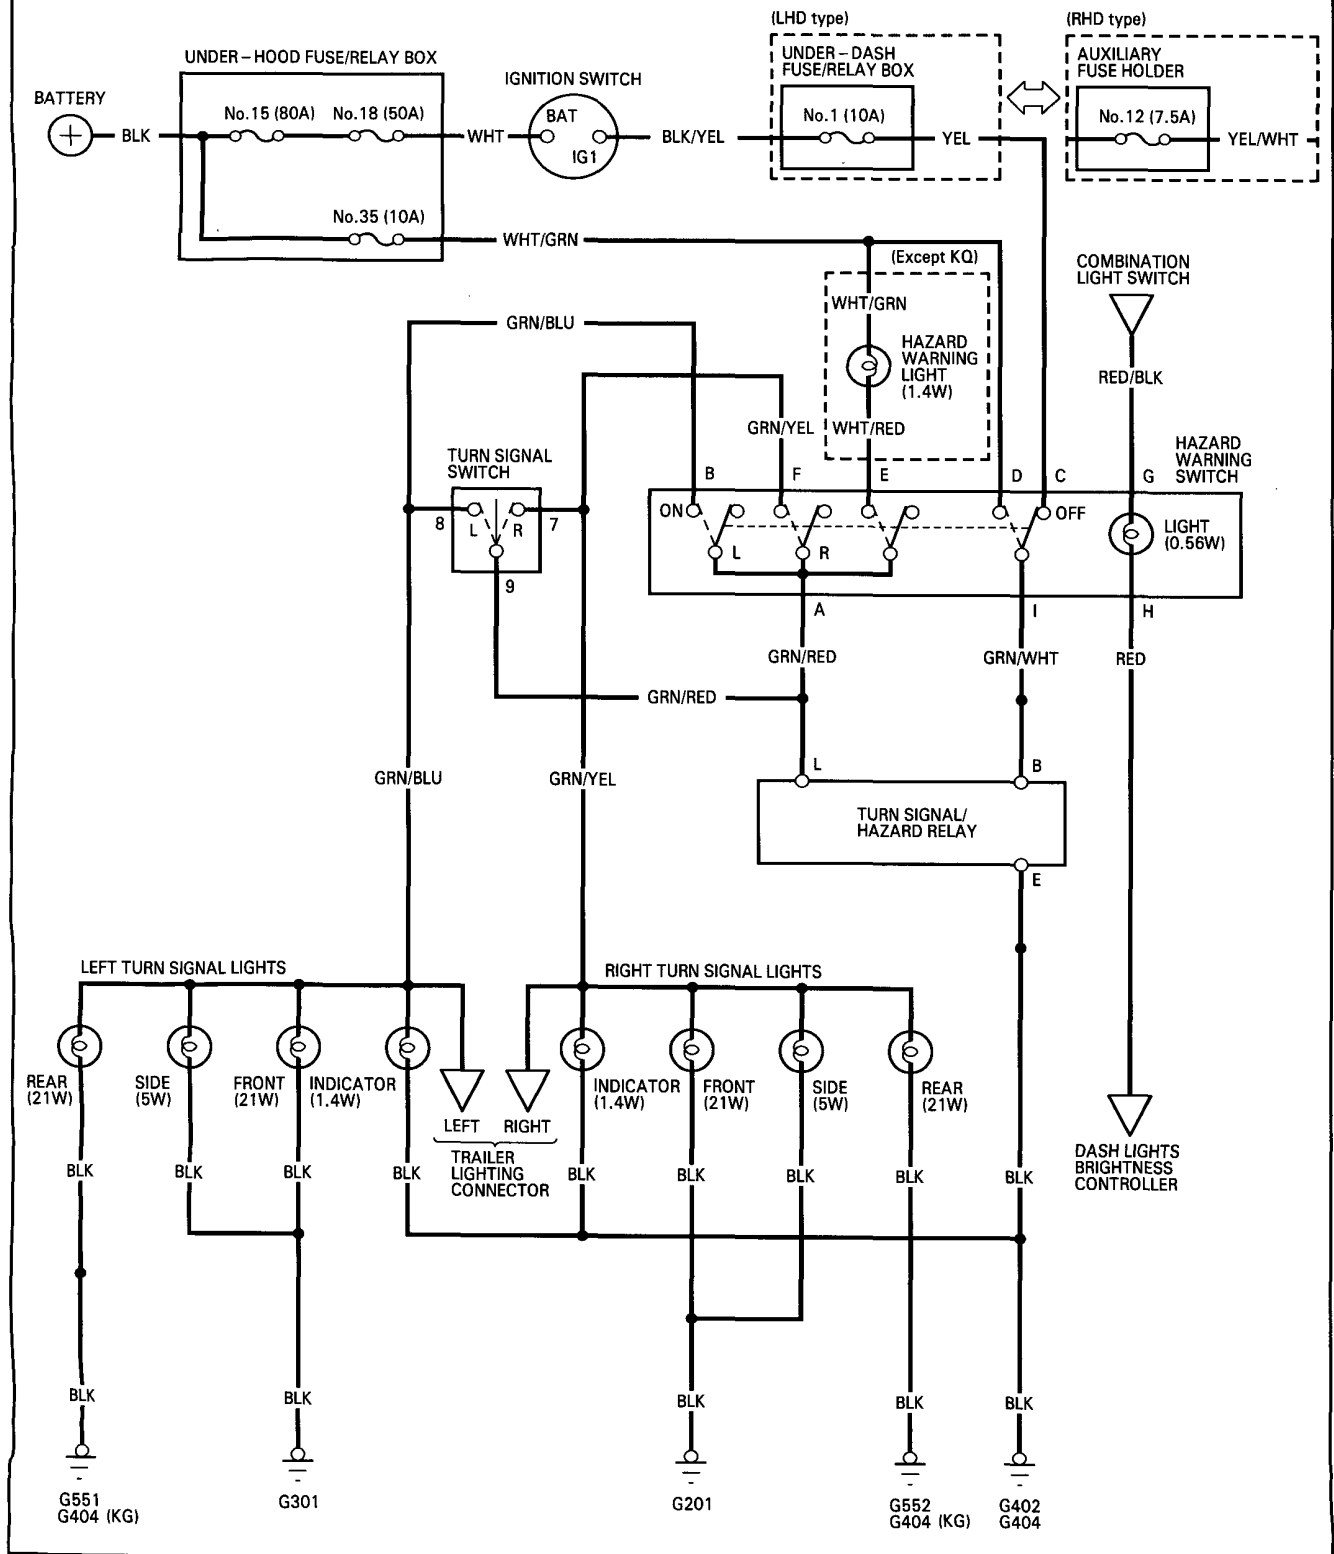 (LHD type)
(RHD type)
UNDER-HOOD FUSE/RELAY BOX
UNDER-DASH
FUSE/RELAY BOX
AUXILIARY
FUSE HOLDER
IGNITION SWITCH
BATTERY
No.15 (80A)
No.18 (50A)
BAT
No.1 (10A)
No.12 (7.5A)
+
BLK
WHT
IG1
BLK/YEL
YEL
YEL/WHT
No.35 (10A)
WHT/GRN
(Except KQ)
COMBINATION
LIGHT SWITCH
WHT/GRN
GRN/BLU
HAZARD
WARNING
LIGHT
(1.4W)
RED/BLK
GRN/YEL
WHT/RED
TURN SIGNAL
SWITCH
HAZARD
WARNING
SWITCH
B
F
E
D
C
G
ON
OFF
8
L
R
7
L
R
LIGHT
(0.56W)
9
A
I
H
GRN/RED
GRN/WHT
RED
GRN/RED
L
B
GRN/BLU
GRN/YEL
TURN SIGNAL/
HAZARD RELAY
E
LEFT TURN SIGNAL LIGHTS
RIGHT TURN SIGNAL LIGHTS
REAR
(21W)
SIDE
(5W)
FRONT
(21W)
INDICATOR
(1.4W)
INDICATOR
(1.4W)
FRONT
(21W)
SIDE
(5W)
REAR
(21W)
LEFT
RIGHT
TRAILER
LIGHTING
CONNECTOR
DASH LIGHTS
BRIGHTNESS
CONTROLLER
BLK
BLK
BLK
BLK
BLK
BLK
BLK
BLK
BLK
BLK
BLK
BLK
BLK
BLK
G551
G404 (KG)
G301
G201
G552
G404 (KG)
G402
G404